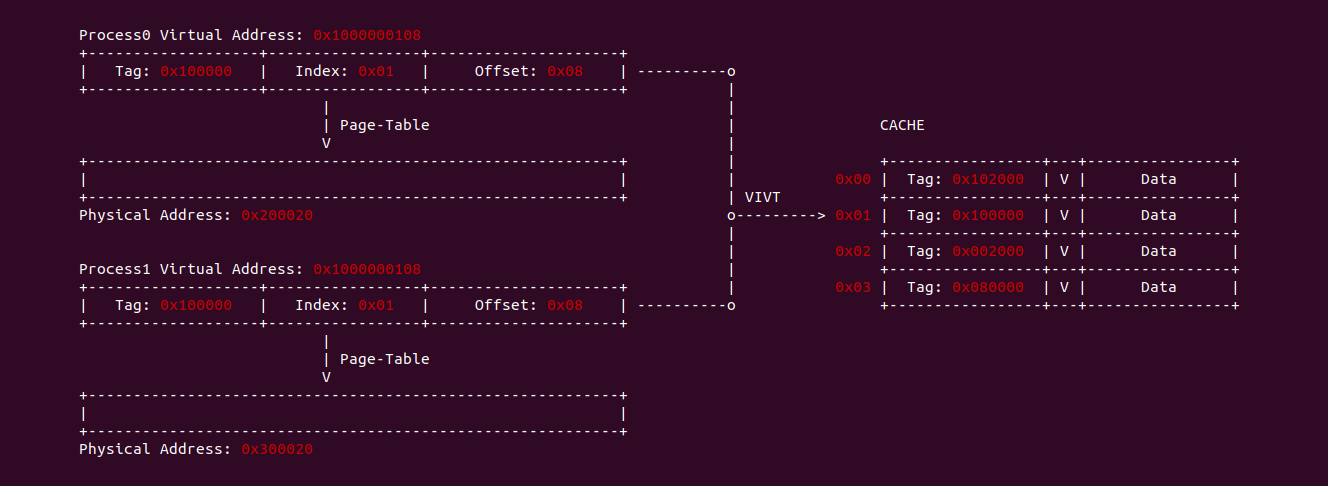 Process0 Virtual Address: 0x1000000108
+-------------------+-----------------+---------------------+
|   Tag: 0x100000   |   Index: 0x01   |     Offset: 0x08    | ----------o
+-------------------+-----------------+---------------------+           |
                           |                                            |
                           | Page-Table                                 |                CACHE
                           V                                            |
+-----------------------------------------------------------+           |                +-----------------+---+----------------+
|                                                           |           |           0x00 |  Tag: 0x102000  | V |      Data      |
+-----------------------------------------------------------+           | VIVT           +-----------------+---+----------------+
Physical Address: 0x200020                                              o---------> 0x01 |  Tag: 0x100000  | V |      Data      |
                                                                        |                +-----------------+---+----------------+
                                                                        |           0x02 |  Tag: 0x002000  | V |      Data      |
Process1 Virtual Address: 0x1000000108                                  |                +-----------------+---+----------------+
+-------------------+-----------------+---------------------+           |           0x03 |  Tag: 0x080000  | V |      Data      |
|   Tag: 0x100000   |   Index: 0x01   |     Offset: 0x08    | ----------o                +-----------------+---+----------------+
+-------------------+-----------------+---------------------+
                           |
                           | Page-Table
                           V
+-----------------------------------------------------------+
|                                                           |
+-----------------------------------------------------------+
Physical Address: 0x300020